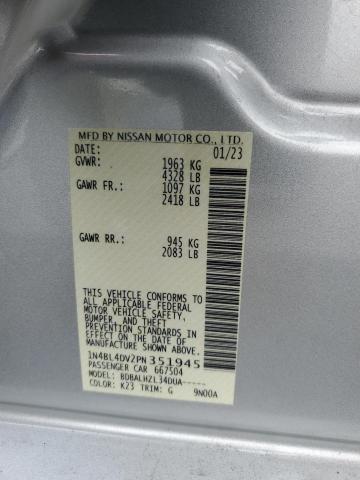 MFD BY NISSAN MOTOR CO., LTD.
DATE: 01/23
GVWR: 1963 KG
4328 LB
GAWR FR.: 1097 KG
2418 LB
GAWR RR.: 945 KG
2083 LB
THIS VEHICLE CONFORMS TO
ALL APPLICABLE FEDERAL
MOTOR VEHICLE SAFETY,
BUMPER, AND THEFT
PREVENTION STANDARDS IN
EFFECT ON THE DATE OF
MANUFACTURE SHOWN ABOVE.
1N4BL4DV2PN351945
PASSENGER CAR 667504
MODEL: BDBALHZL34DUA-----
COLOR: K23 TRIM: G 9N00A